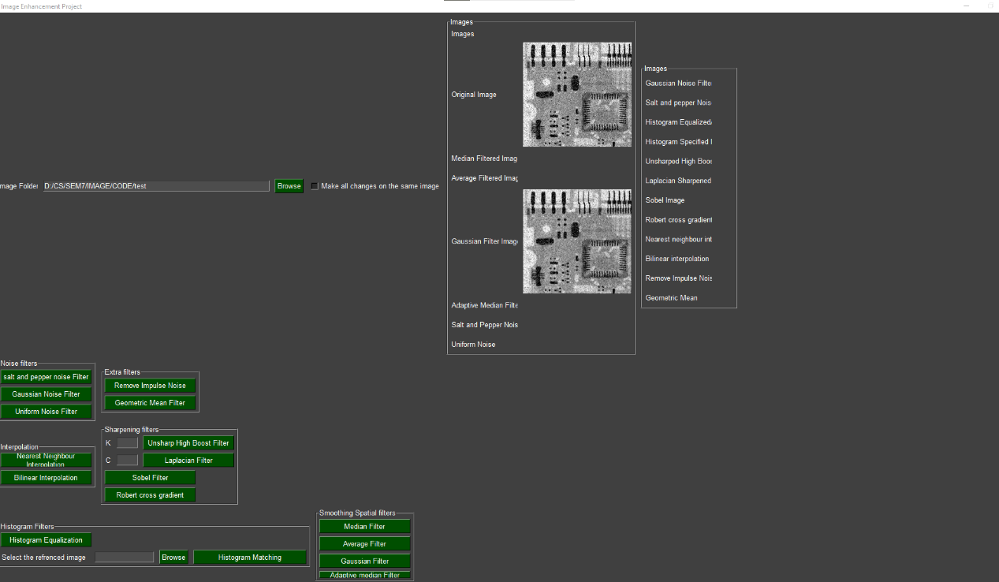 Image Enhancement Project
mage Folder
D:/CS/SEM7/IMAGE/CODE/test
Browse
Make all changes on the same image
Images
Images
Original Image
Median Filtered Imag
Average Filtered Imag
Gaussian Filter Image
Adaptive Median Filte
Salt and Pepper Nois
Uniform Noise
Images
Gaussian Noise Filte
Salt and pepper Nois
Histogram Equalized
Histogram Specified I
Unsharped High Boos
Laplacian Sharpened
Sobel Image
Robert cross gradient
Nearest neighbour int
Bilinear interpolation
Remove Impulse Nois
Geometric Mean
Noise filters
salt and pepper noise Filter
Gaussian Noise Filter
Uniform Noise Filter
Extra filters
Remove Impulse Noise
Geometric Mean Filter
Interpolation
Nearest Neighbour
Interpolation
Bilinear Interpolation
Sharpening filters
K
Unsharp High Boost Filter
C
Laplacian Filter
Sobel Filter
Robert cross gradient
Histogram Filters
Histogram Equalization
Select the refrenced image
Browse
Histogram Matching
Smoothing Spatial filters
Median Filter
Average Filter
Gaussian Filter
Adaptive median Filter